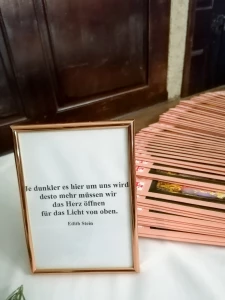 Je dunkler es hier um uns wird
desto mehr müssen wir
das Herz öffnen
für das Licht von oben.
Edith Stein